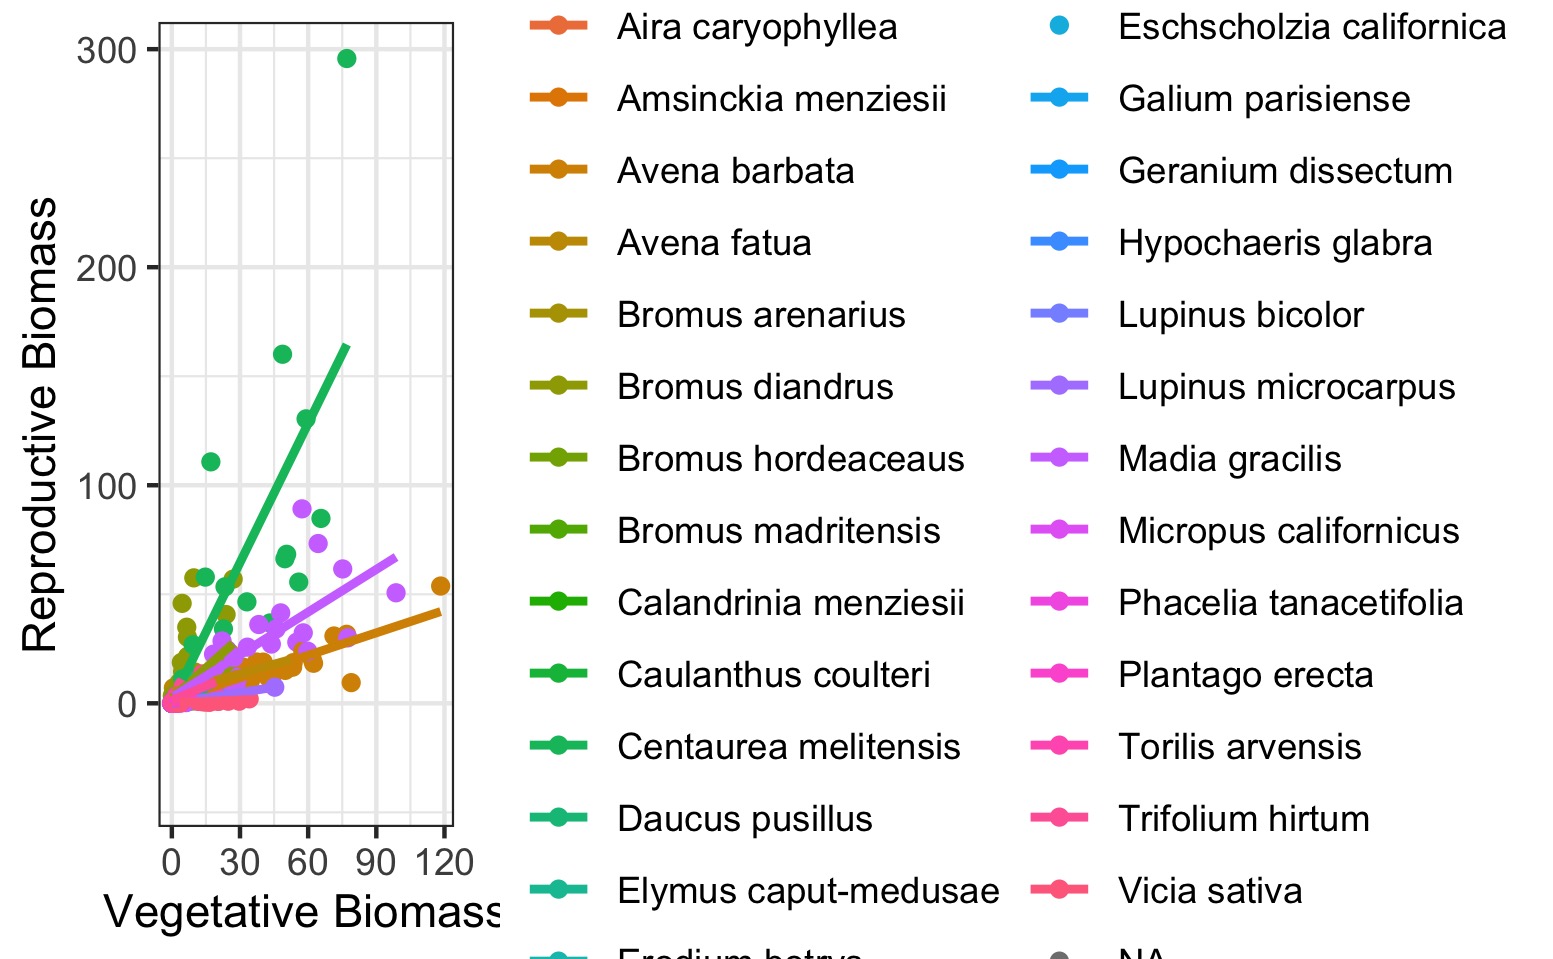 300
200
100
0
Reproductive Biomass
0 30 60 90 120
Vegetative Biomass
Aira caryophyllea
Amsinckia menziesii
Avena barbata
Avena fatua
Bromus arenarius
Bromus diandrus
Bromus hordeaceaus
Bromus madritensis
Calandrinia menziesii
Caulanthus coulteri
Centaurea melitensis
Daucus pusillus
Elymus caput-medusae
Erodium botrys
Eschscholzia californica
Galium parisiense
Geranium dissectum
Hypochaeris glabra
Lupinus bicolor
Lupinus microcarpus
Madia gracilis
Micropus californicus
Phacelia tanacetifolia
Plantago erecta
Torilis arvensis
Trifolium hirtum
Vicia sativa
NA